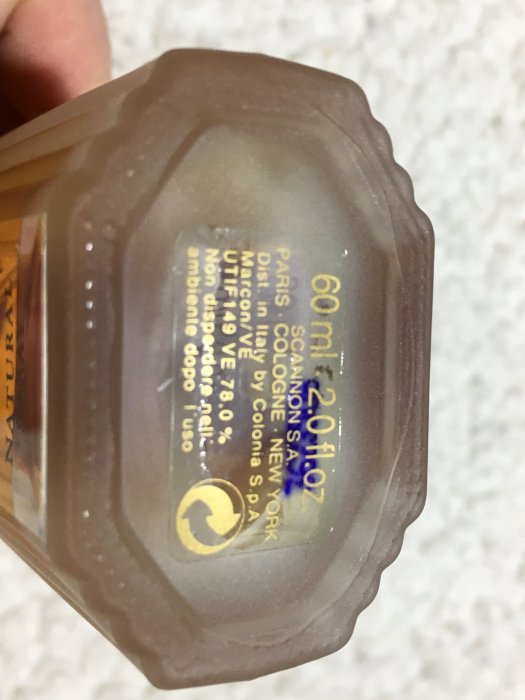 60 ml 2.0 fl.oz
SCANNON S.A.
PARIS . COLOGNE . NEW YORK
Dist. in Italy by Colonia S.p.A
Marcon/VE
UTIF 149 VE 78.0 %
Non disperdere nell...
ambiente dopo l'uso
NATURAL